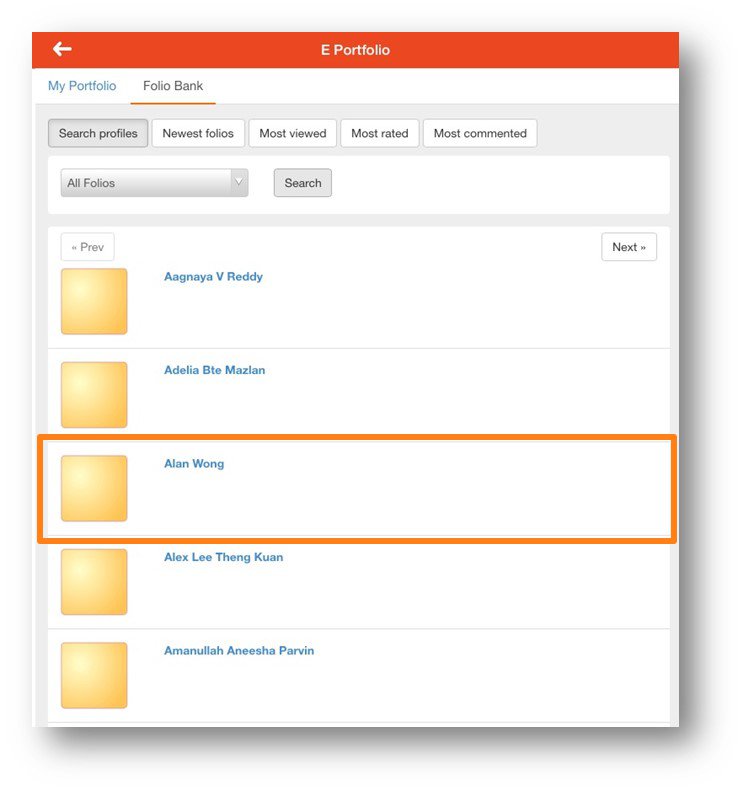 E Portfolio
My Portfolio Folio Bank
Search profiles Newest folios Most viewed Most rated Most commented
All Folios Search
« Prev Next »
Aagnaya V Reddy
Adelia Bte Mazlan
Alan Wong
Alex Lee Theng Kuan
Amanullah Aneesha Parvin